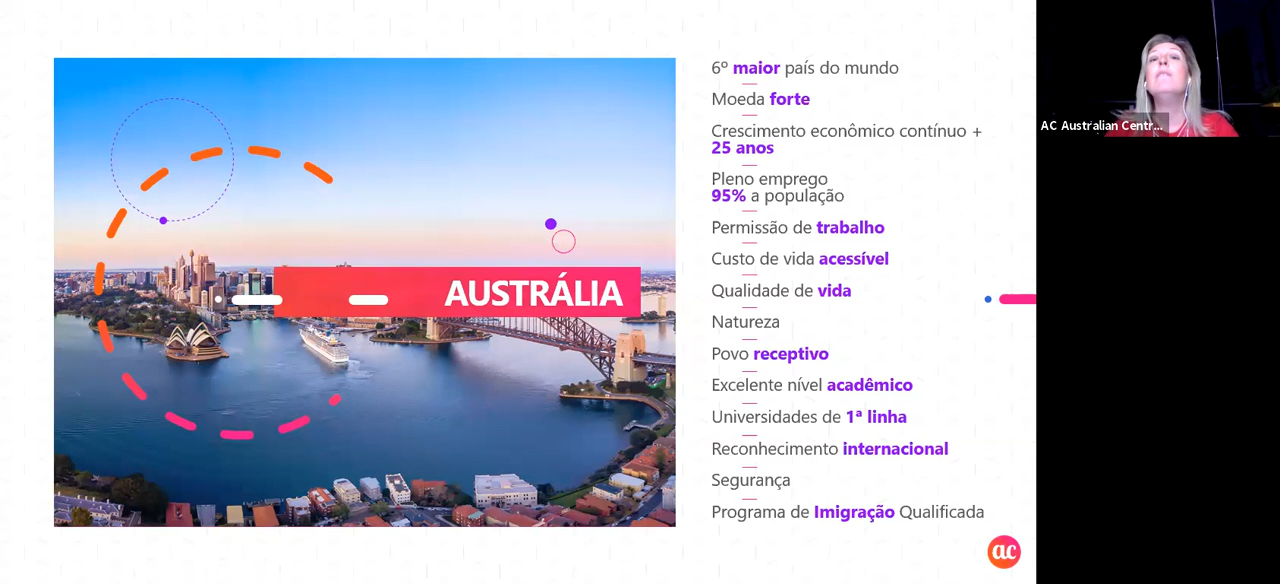 AUSTRÁLIA
6º maior país do mundo
Moeda forte
Crescimento econômico contínuo +
25 anos
Pleno emprego
95% a população
Permissão de trabalho
Custo de vida acessível
Qualidade de vida
Natureza
Povo receptivo
Excelente nível acadêmico
Universidades de 1ª linha
Reconhecimento internacional
Segurança
Programa de Imigração Qualificada
ac
AC Australian Centr...